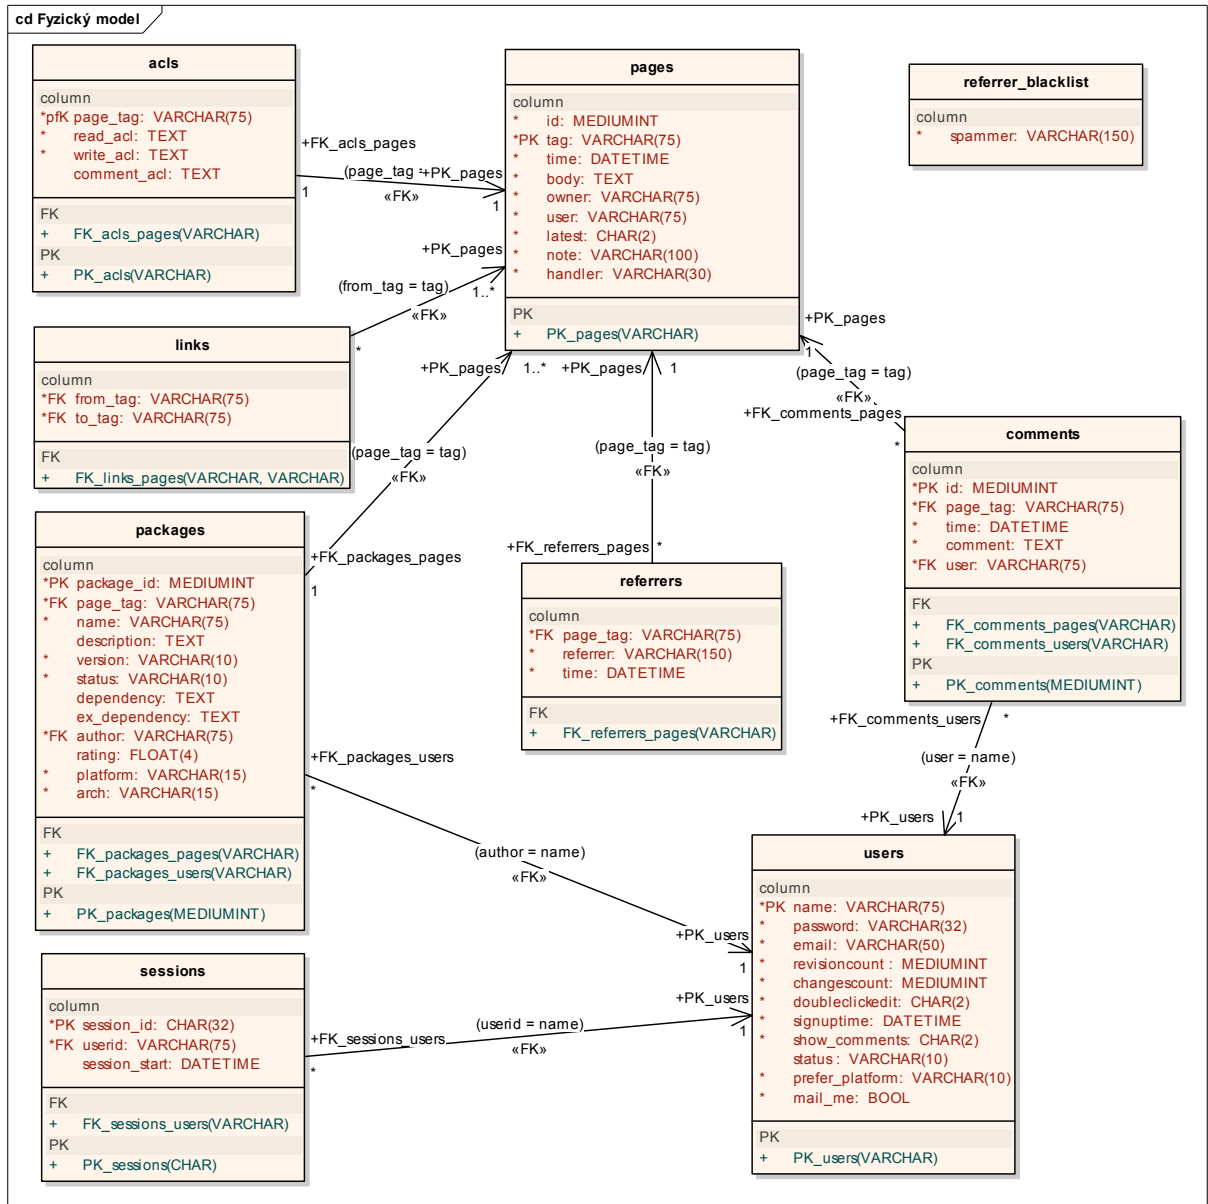 cd Fyzický model
acls
column
*pfK page_tag: VARCHAR(75)
* read_acl: TEXT
* write_acl: TEXT
comment_acl: TEXT
FK
+ FK_acls_pages(VARCHAR)
PK
+ PK_acls(VARCHAR)
+FK_acls_pages
(page_tag =
+PK_pages
1
«FK»
1
pages
column
* id: MEDIUMINT
*PK tag: VARCHAR(75)
* time: DATETIME
* body: TEXT
* owner: VARCHAR(75)
* user: VARCHAR(75)
* latest: CHAR(2)
* note: VARCHAR(100)
* handler: VARCHAR(30)
PK
+ PK_pages(VARCHAR)
referrer_blacklist
column
* spammer: VARCHAR(150)
+PK_pages
(from_tag = tag)
1..*
«FK»
*
links
column
*FK from_tag: VARCHAR(75)
*FK to_tag: VARCHAR(75)
FK
+ FK_links_pages(VARCHAR, VARCHAR)
+PK_pages
1..*
(page_tag = tag)
«FK»
+FK_packages_pages
1
+PK_pages
1
(page_tag = tag)
«FK»
+FK_referrers_pages
*
+PK_pages
1
(page_tag = tag)
«FK»
+FK_comments_pages
*
comments
column
*PK id: MEDIUMINT
*FK page_tag: VARCHAR(75)
* time: DATETIME
* comment: TEXT
*FK user: VARCHAR(75)
FK
+ FK_comments_pages(VARCHAR)
+ FK_comments_users(VARCHAR)
PK
+ PK_comments(MEDIUMINT)
packages
column
*PK package_id: MEDIUMINT
*FK page_tag: VARCHAR(75)
* name: VARCHAR(75)
description: TEXT
* version: VARCHAR(10)
* status: VARCHAR(10)
dependency: TEXT
ex_dependency: TEXT
*FK author: VARCHAR(75)
rating: FLOAT(4)
* platform: VARCHAR(15)
* arch: VARCHAR(15)
FK
+ FK_packages_pages(VARCHAR)
+ FK_packages_users(VARCHAR)
PK
+ PK_packages(MEDIUMINT)
referrers
column
*FK page_tag: VARCHAR(75)
* referrer: VARCHAR(150)
* time: DATETIME
FK
+ FK_referrers_pages(VARCHAR)
+FK_comments_users
*
(user = name)
«FK»
+PK_users
1
+FK_packages_users
*
(author = name)
«FK»
+PK_users
1
users
column
*PK name: VARCHAR(75)
* password: VARCHAR(32)
* email: VARCHAR(50)
* revisioncount : MEDIUMINT
* changescount: MEDIUMINT
* doubleclickedit: CHAR(2)
* signuptime: DATETIME
* show_comments: CHAR(2)
status : VARCHAR(10)
* prefer_platform: VARCHAR(10)
* mail_me: BOOL
PK
+ PK_users(VARCHAR)
sessions
column
*PK session_id: CHAR(32)
*FK userid: VARCHAR(75)
session_start: DATETIME
FK
+ FK_sessions_users(VARCHAR)
PK
+ PK_sessions(CHAR)
+FK_sessions_users
*
(userid = name)
«FK»
+PK_users
1